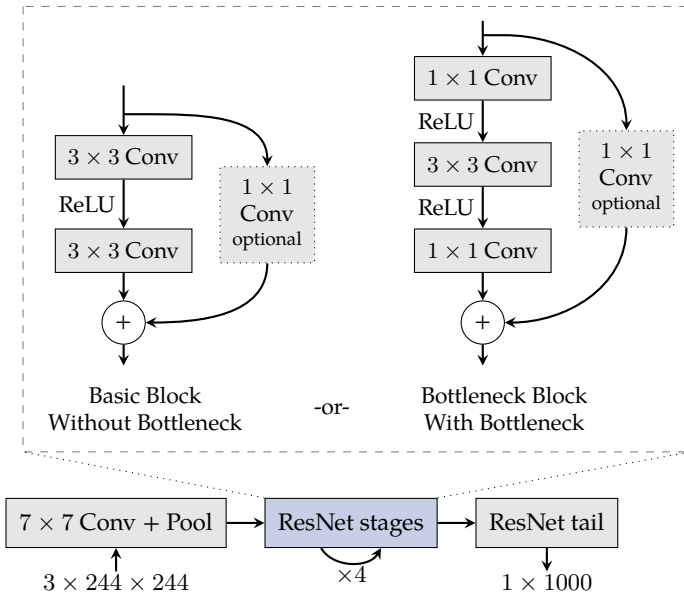 3 × 3 Conv
ReLU
3 × 3 Conv
1 × 1
Conv
optional
+
Basic Block
Without Bottleneck
-or-
1 × 1 Conv
ReLU
3 × 3 Conv
ReLU
1 × 1 Conv
1 × 1
Conv
optional
+
Bottleneck Block
With Bottleneck
7 × 7 Conv + Pool
ResNet stages
ResNet tail
3 × 244 × 244
×4
1 × 1000